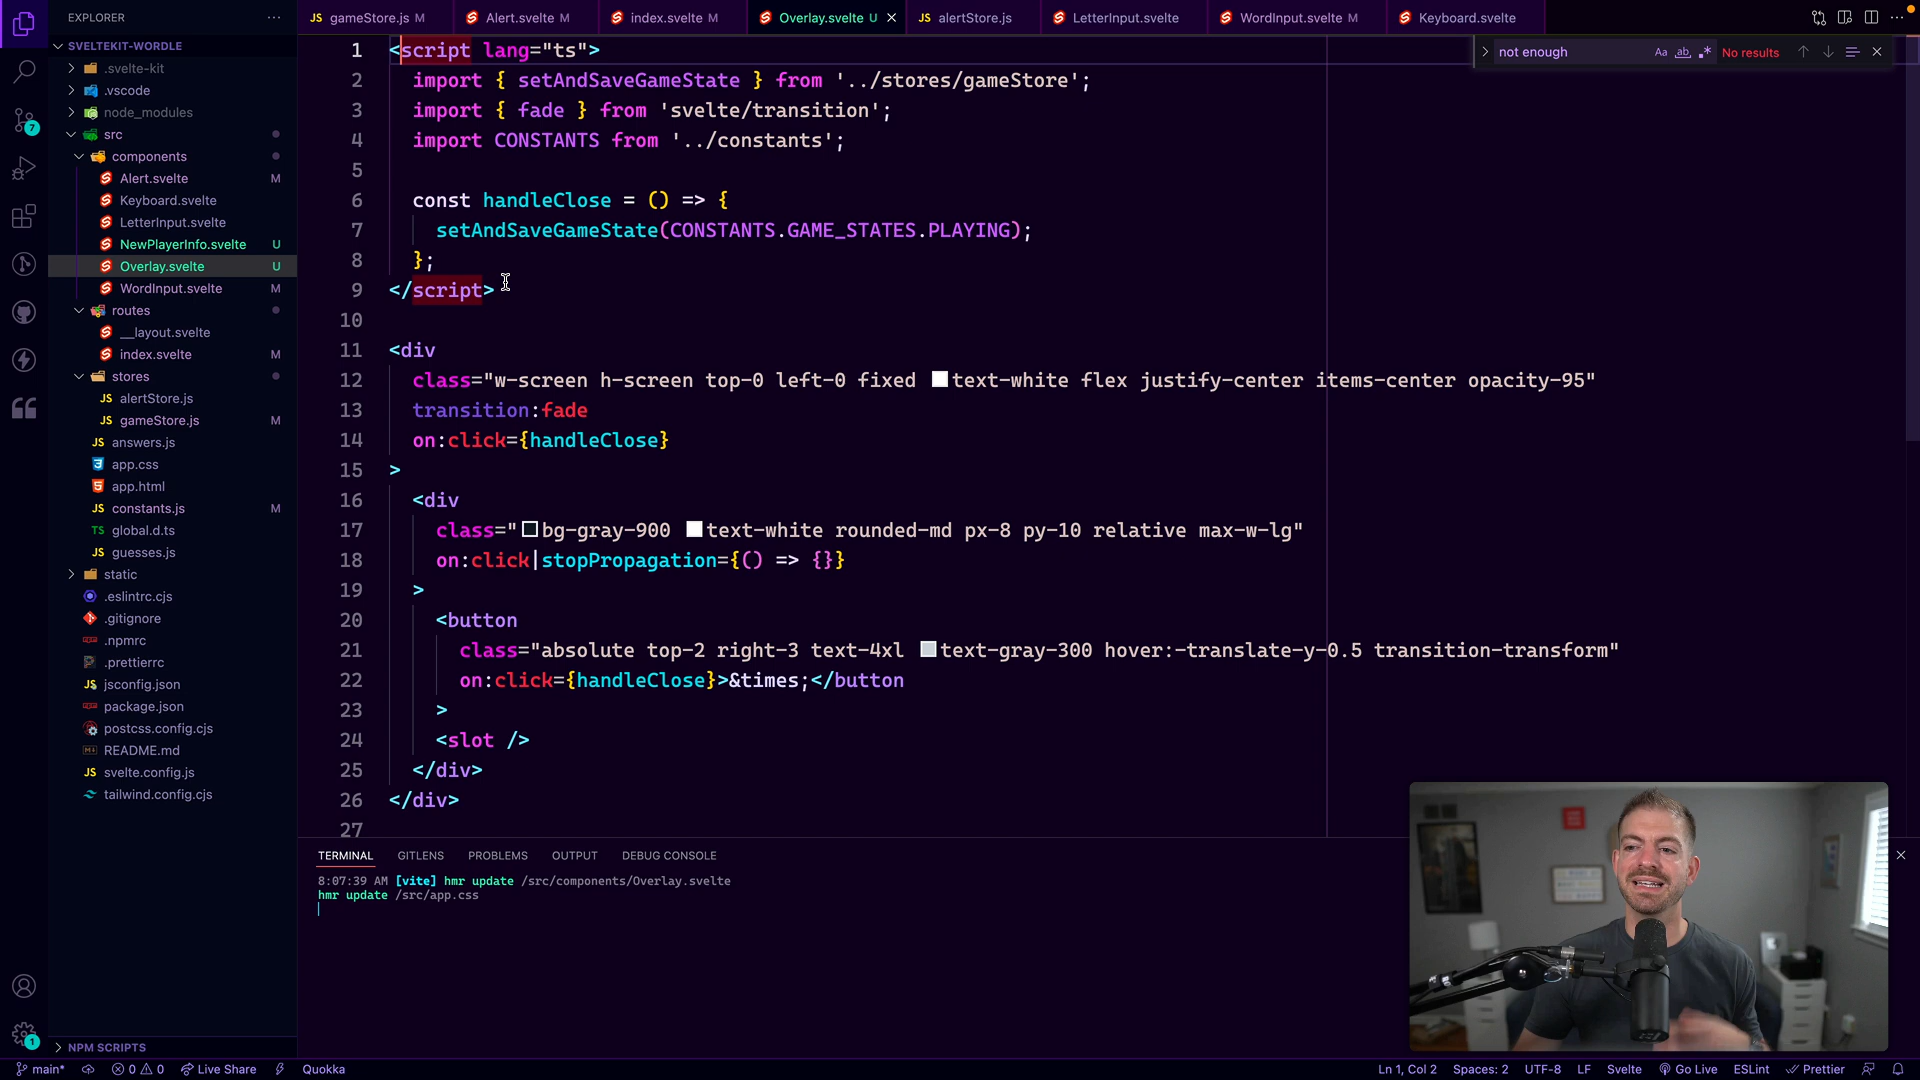 EXPLORER
SVELTEKIT-WORDLE
.svelte-kit
.vscode
node_modules
src
components
Alert.svelte M
Keyboard.svelte
LetterInput.svelte
NewPlayerInfo.svelte U
Overlay.svelte U
WordInput.svelte M
routes
__layout.svelte
index.svelte M
stores
alertStore.js
gameStore.js M
answers.js
app.css
app.html
constants.js M
global.d.ts
guesses.js
static
.eslintrc.cjs
.gitignore
.npmrc
.prettierrc
jsconfig.json
package.json
postcss.config.cjs
README.md
svelte.config.js
tailwind.config.cjs
NPM SCRIPTS
7
1
gameStore.js M Alert.svelte M index.svelte M Overlay.svelte U alertStore.js LetterInput.svelte WordInput.svelte M Keyboard.svelte
not enough Aa ab No results
1 <script lang="ts">
2 import { setAndSaveGameState } from '../stores/gameStore';
3 import { fade } from 'svelte/transition';
4 import CONSTANTS from '../constants';
5
6 const handleClose = () => {
7 setAndSaveGameState(CONSTANTS.GAME_STATES.PLAYING);
8 };
9 </script>
10
11 <div
12 class="w-screen h-screen top-0 left-0 fixed text-white flex justify-center items-center opacity-95"
13 transition:fade
14 on:click={handleClose}
15 >
16 <div
17 class="bg-gray-900 text-white rounded-md px-8 py-10 relative max-w-lg"
18 on:click|stopPropagation={() => {}}
19 >
20 <button
21 class="absolute top-2 right-3 text-4xl text-gray-300 hover:-translate-y-0.5 transition-transform"
22 on:click={handleClose}>&times;</button
23 >
24 <slot />
25 </div>
26 </div>
27
TERMINAL GITLENS PROBLEMS OUTPUT DEBUG CONSOLE
8:07:39 AM [vite] hmr update /src/components/Overlay.svelte
hmr update /src/app.css
main* 0 0 Live Share Quokka Ln 1, Col 2 Spaces: 2 UTF-8 LF Svelte Go Live ESLint Prettier